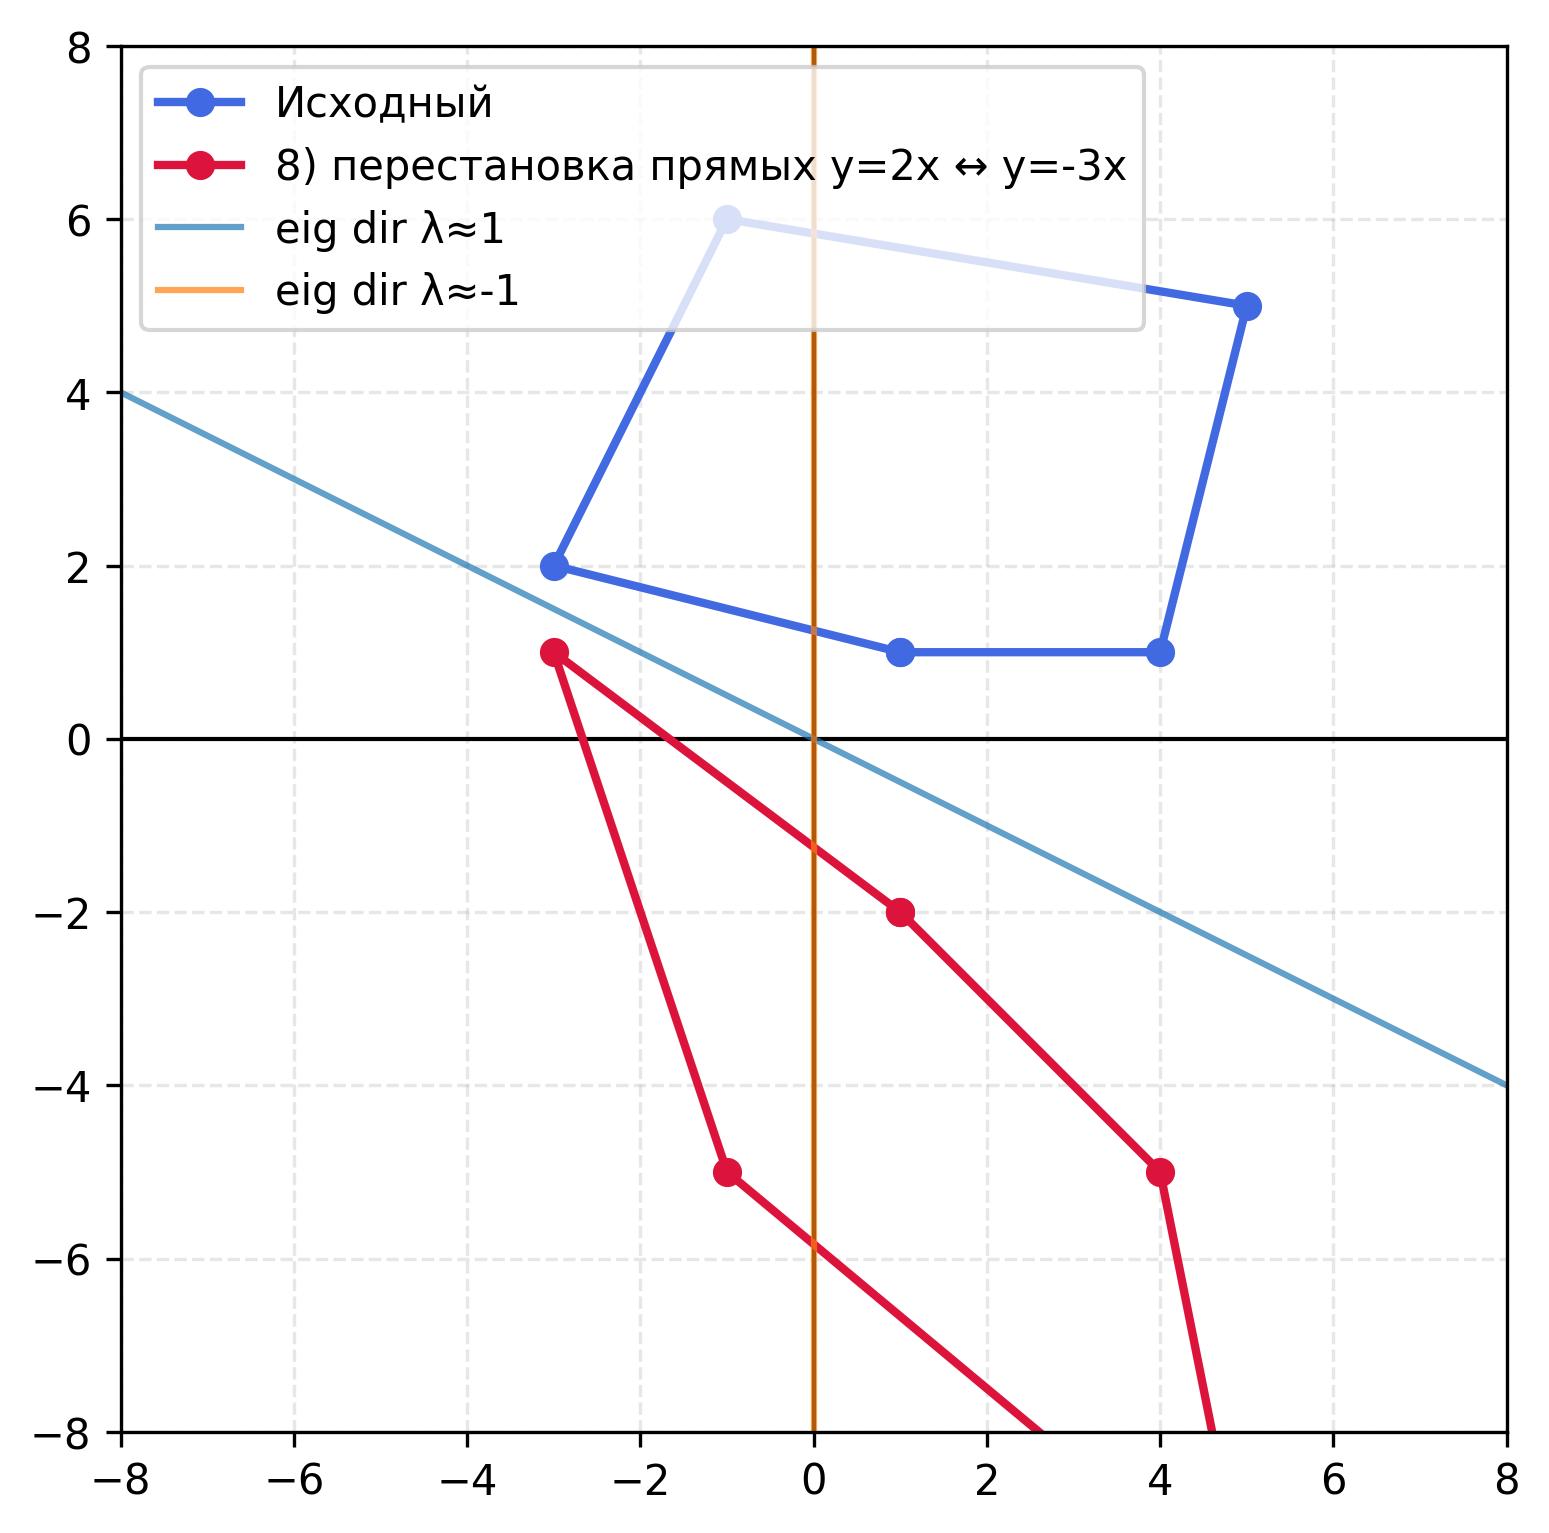 Исходный
8) перестановка прямых y=2x ↔ y=-3x
eig dir λ≈1
eig dir λ≈-1
8
6
4
2
0
−2
−4
−6
−8
−8 −6 −4 −2 0 2 4 6 8